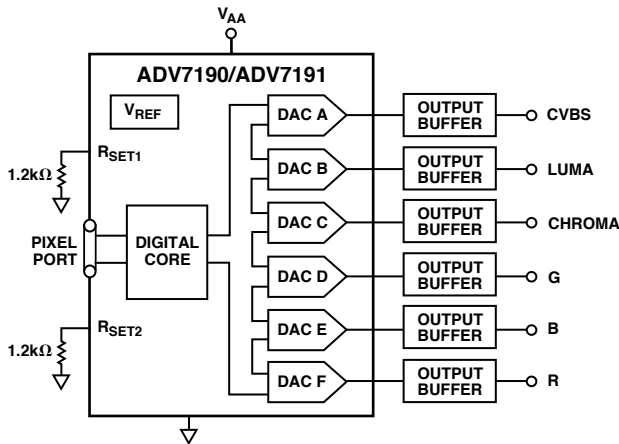 VAA
ADV7190/ADV7191
VREF
DAC A
OUTPUT
BUFFER
CVBS
RSET1
1.2kΩ
DAC B
OUTPUT
BUFFER
LUMA
DAC C
OUTPUT
BUFFER
CHROMA
PIXEL
PORT
DIGITAL
CORE
DAC D
OUTPUT
BUFFER
G
RSET2
1.2kΩ
DAC E
OUTPUT
BUFFER
B
DAC F
OUTPUT
BUFFER
R